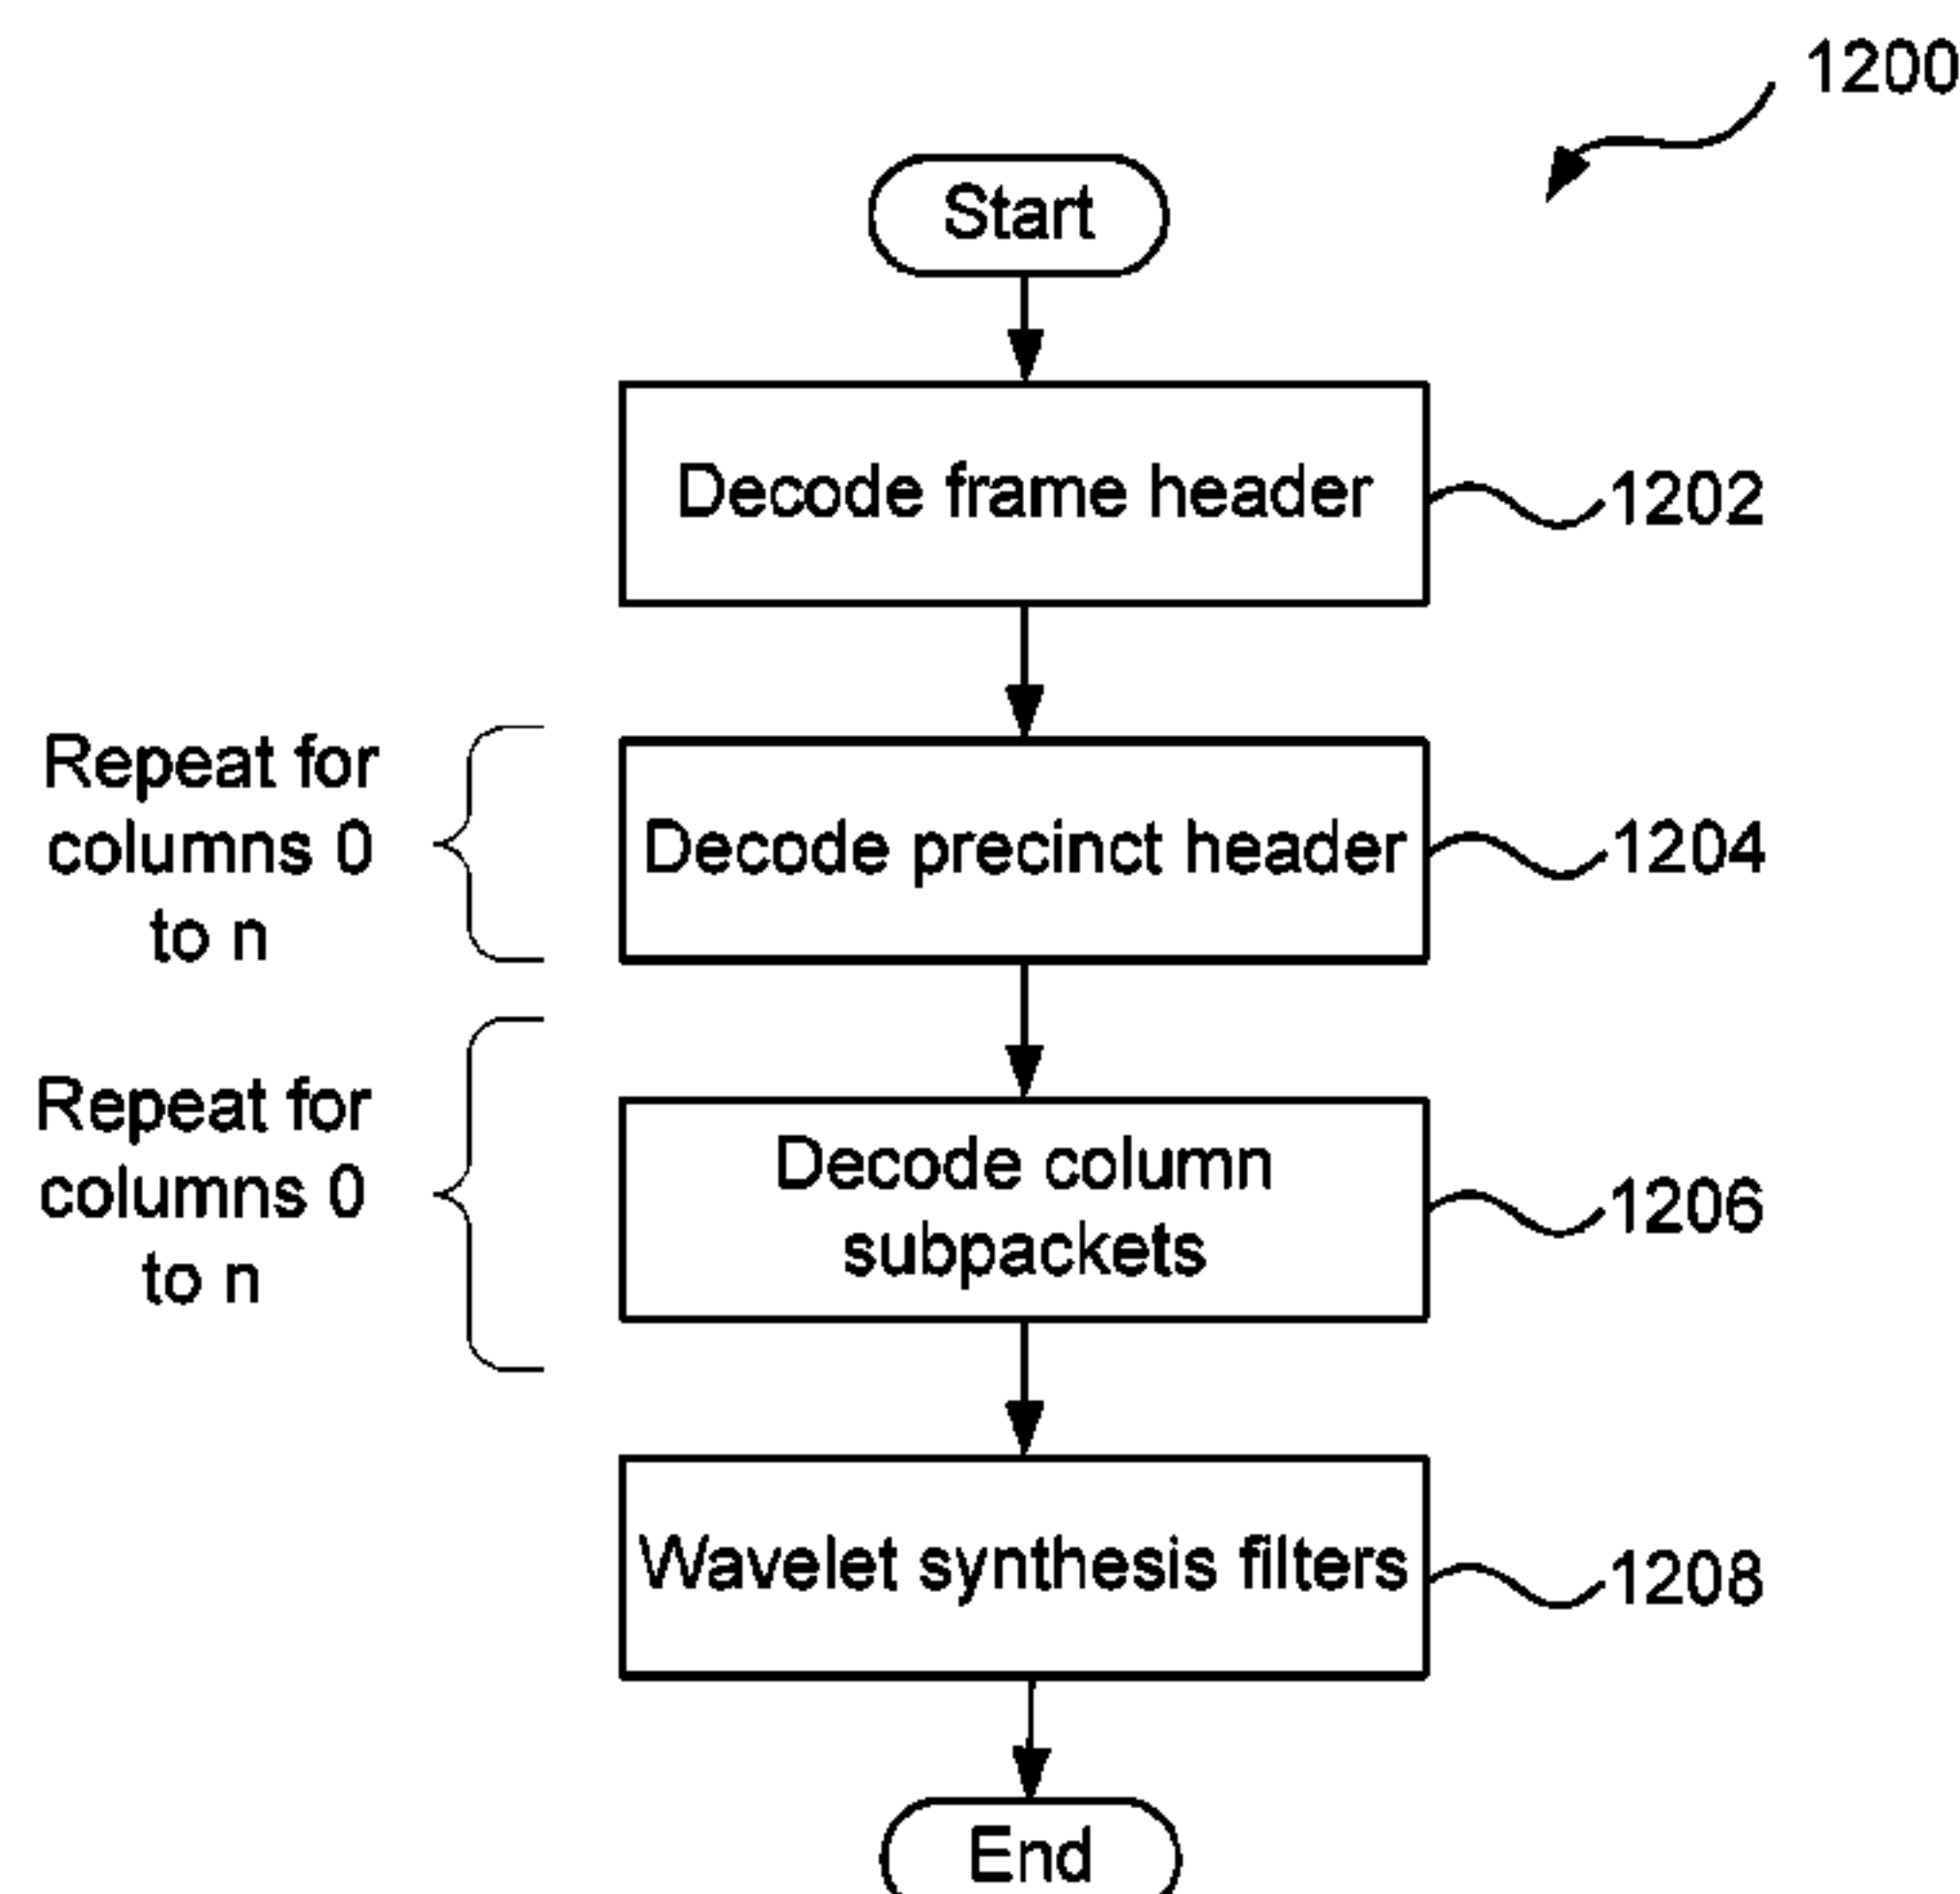 1200
Start
Decode frame header
1202
Repeat for
columns 0
to n
Decode precinct header
1204
Repeat for
columns 0
to n
Decode column
subpackets
1206
Wavelet synthesis filters
1208
End